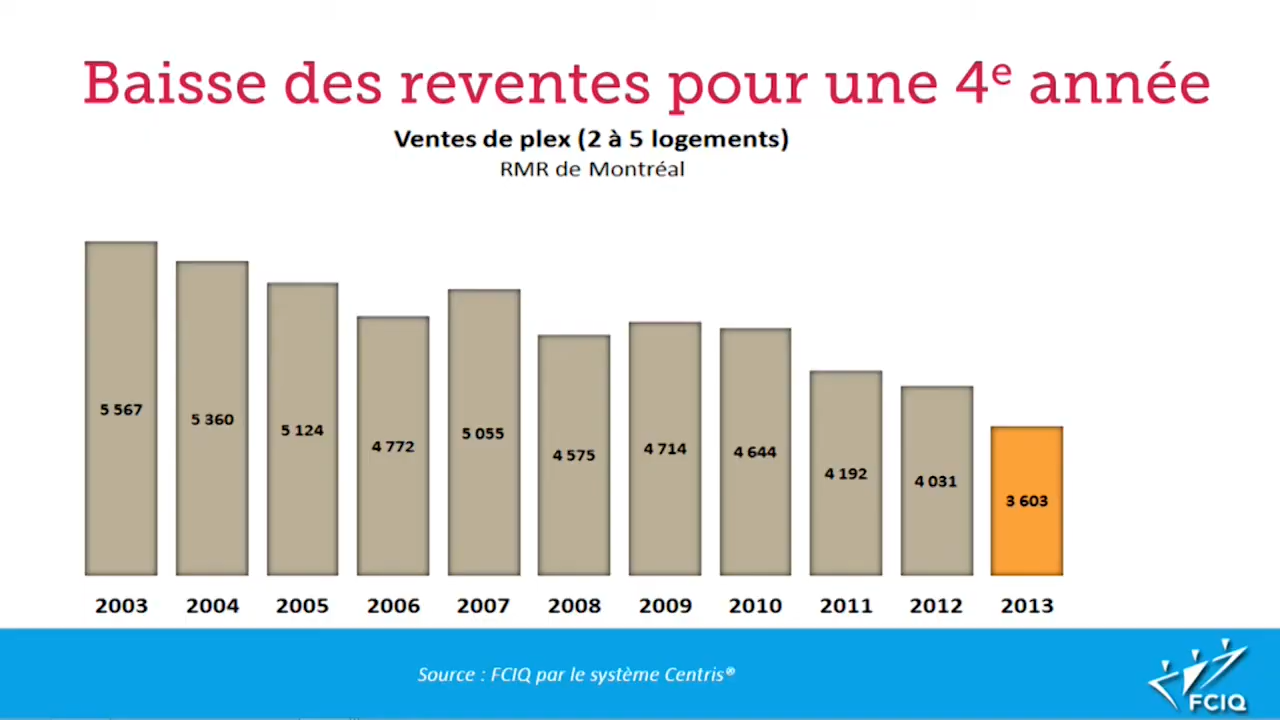 Baisse des reventes pour une 4e année
Ventes de plex (2 à 5 logements)
RMR de Montréal
5 567
5 360
5 124
4 772
5 055
4 575
4 714
4 644
4 192
4 031
3 603
2003 2004 2005 2006 2007 2008 2009 2010 2011 2012 2013
Source : FCIQ par le système Centris®
FCIQ